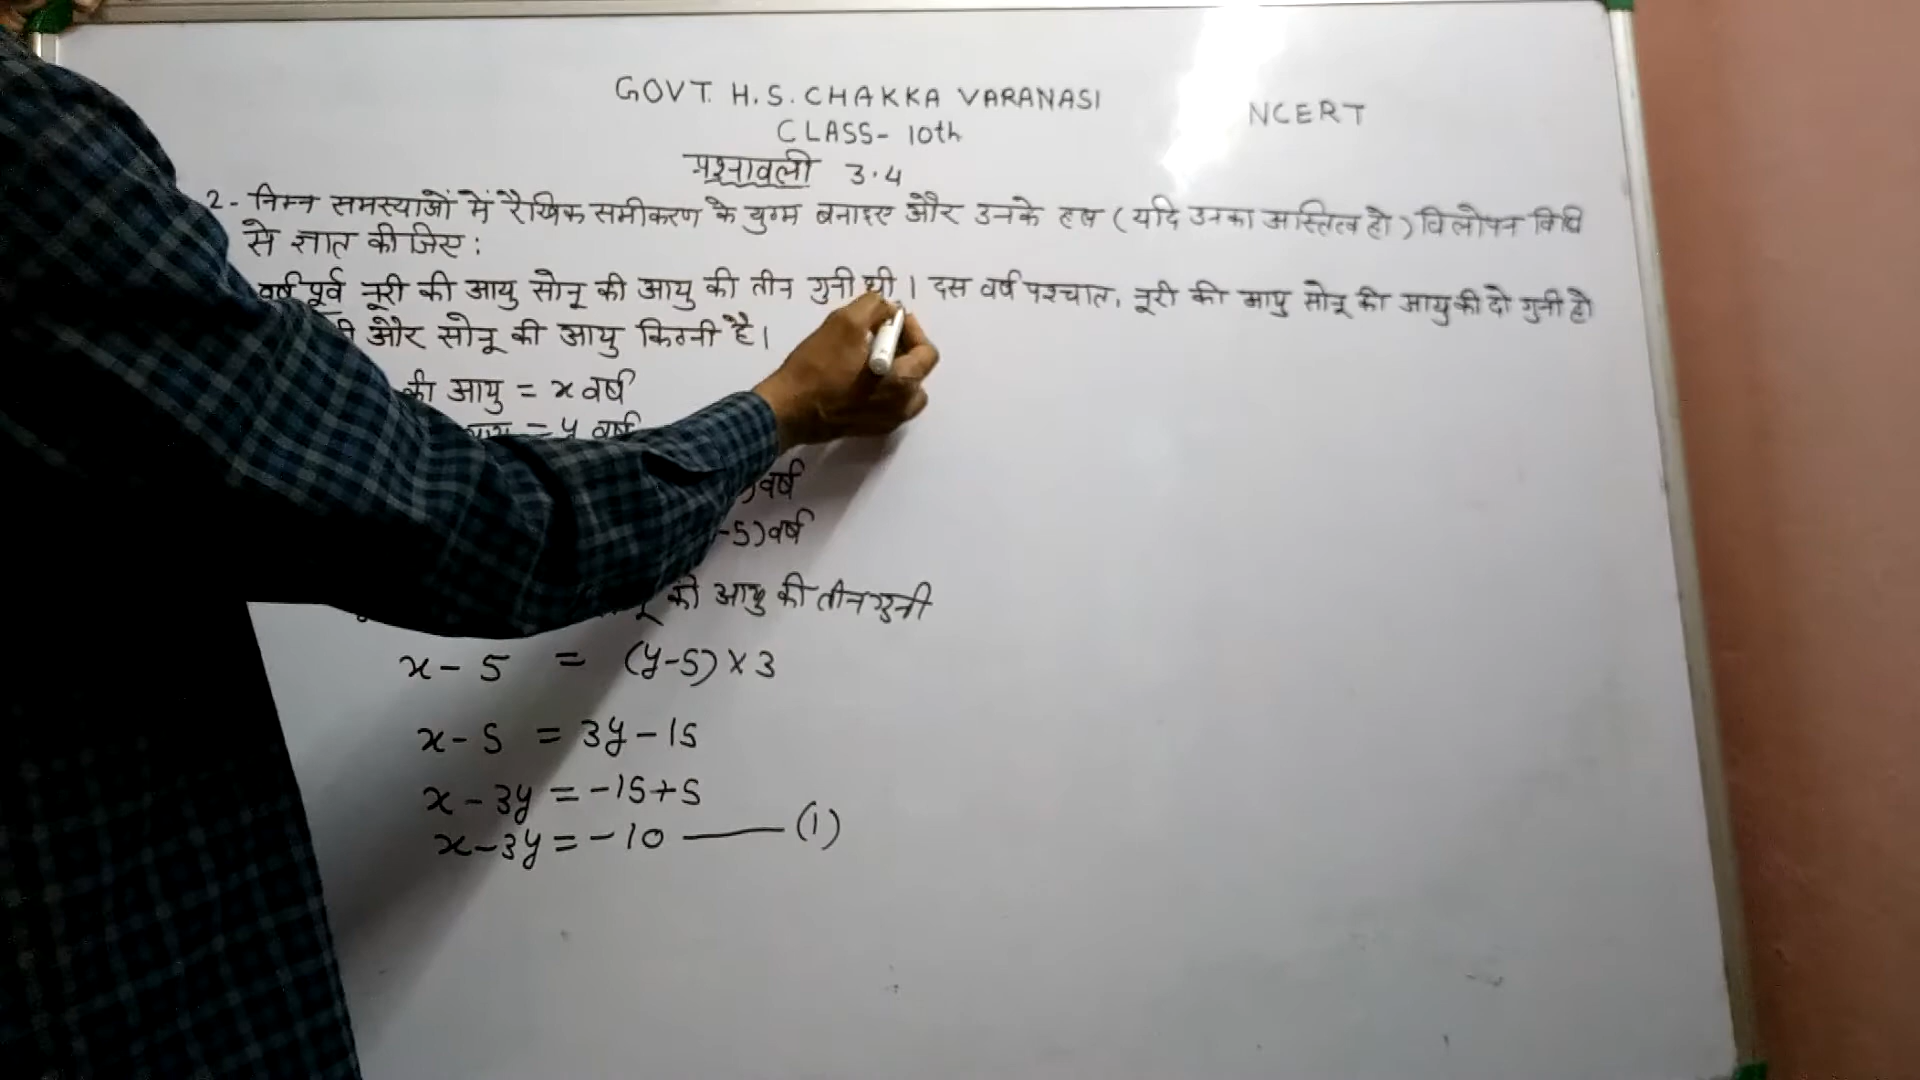 GOVT. H.S. CHAKKA VARANASI
NCERT
CLASS- 10th
प्रश्नावली 3.4
2- निम्न समस्याओं में रैखिक समीकरण के युग्म बनाइए और उनके हल (यदि उनका अस्तित्व हो) विलोपन विधि
से ज्ञात कीजिए:
वर्ष पूर्व नूरी की आयु सोनू की आयु की तीन गुनी थी। दस वर्ष पश्चात, नूरी की आयु सोनू की आयु की दो गुनी हो
और सोनू की आयु कितनी है।
की आयु = x वर्ष
= y वर्ष
वर्ष
-5) वर्ष
की आयु की तीन गुनी
x - 5 = (y-5) × 3
x - 5 = 3y - 15
x - 3y = -15+5
x - 3y = -10 —— (1)